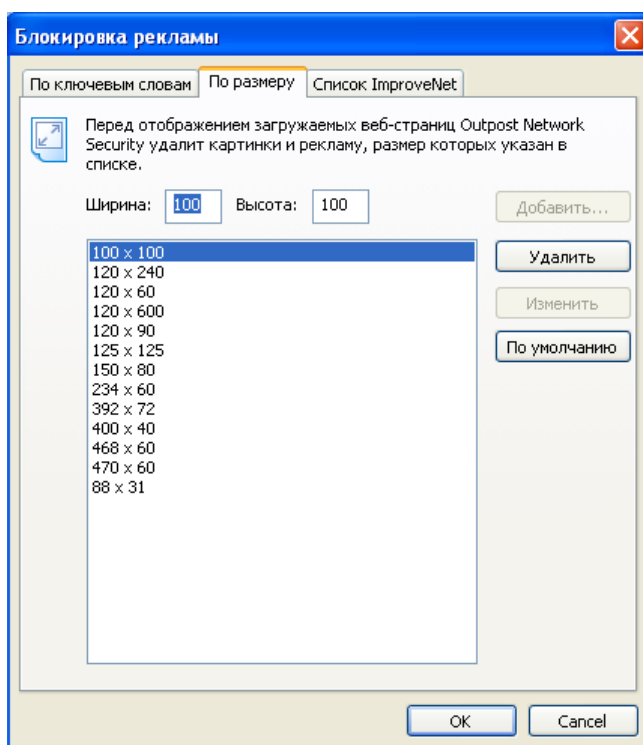 Блокировка рекламы
По ключевым словам По размеру Список ImproveNet
Перед отображением загружаемых веб-страниц Outpost Network
Security удалит картинки и рекламу, размер которых указан в
списке.
Ширина: 100 Высота: 100 Добавить...
100 x 100
Удалить
120 x 240
120 x 60
120 x 600
Изменить
120 x 90
125 x 125
По умолчанию
150 x 80
234 x 60
392 x 72
400 x 40
468 x 60
470 x 60
88 x 31
OK Cancel